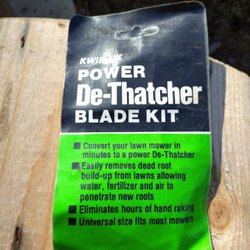 POWER
De-Thatcher
BLADE KIT
Convert your lawn mower in
minutes to a power De-Thatcher
Easily removes dead root
build-up from lawns allowing
water, fertilizer and air to
penetrate new roots
Eliminates hours of hand raking
Universal size fits most mowers